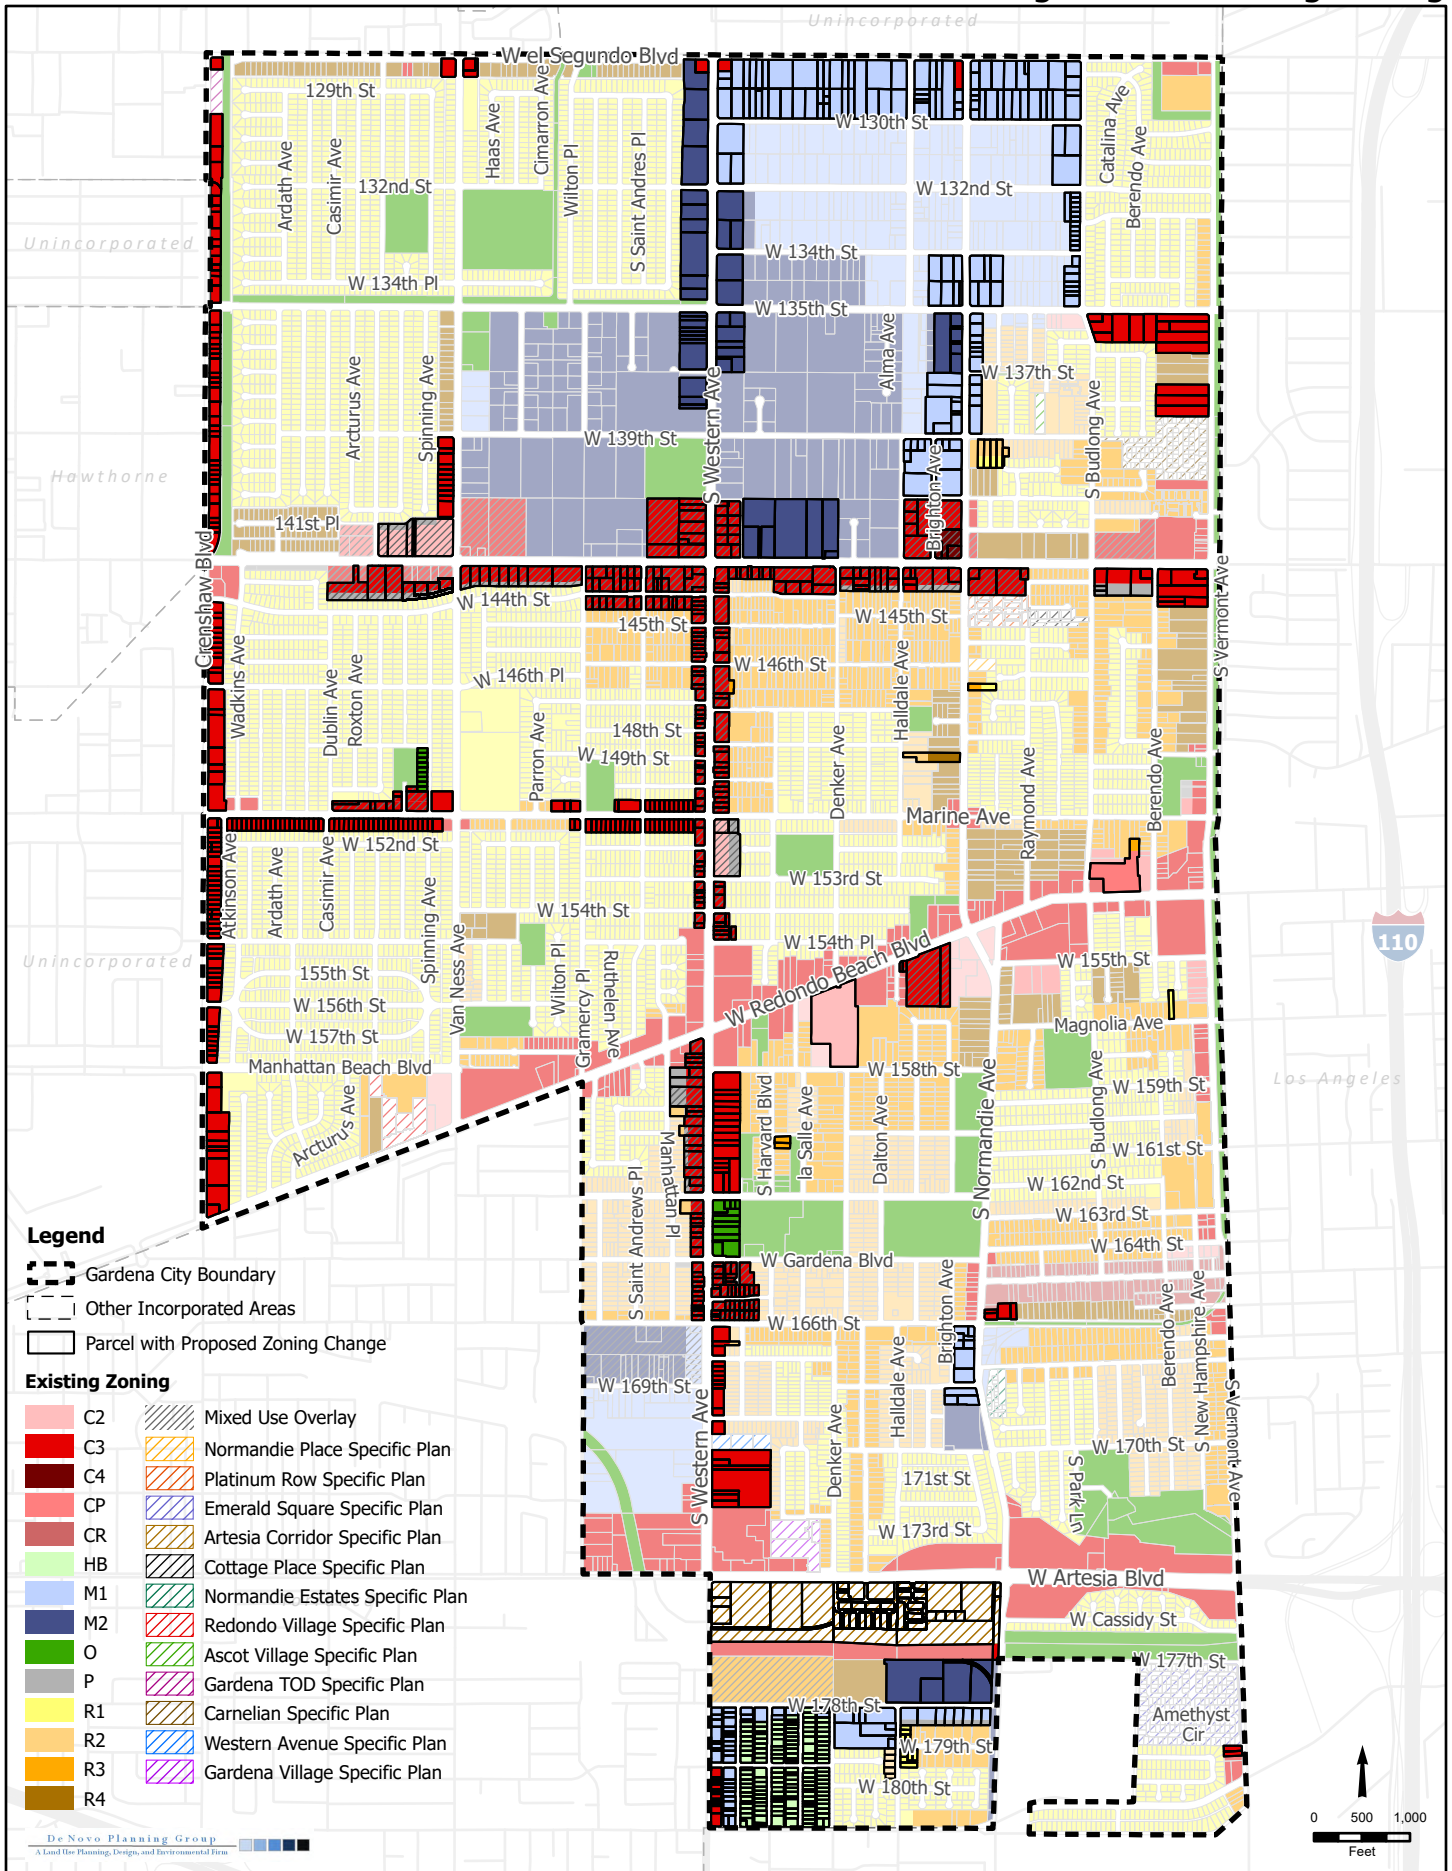 Unincorporated
W el Segundo Blvd
129th St
W 130th St
Haas Ave
Cimarron Ave
Wilton Pl
S Saint Andres Pl
Catalina Ave
Berendo Ave
Ardath Ave
Casimir Ave
132nd St
W 132nd St
Unincorporated
W 134th St
W 134th Pl
W 135th St
Alma Ave
Arcturus Ave
Spinning Ave
S Western Ave
W 137th St
S Budlong Ave
W 139th St
Hawthorne
Brighton Ave
141st Pl
Crenshaw Blvd
W 144th St
145th St
W 145th St
S Vermont Ave
Wadkins Ave
Dublin Ave
Roxton Ave
W 146th St
W 146th Pl
Halldale Ave
148th St
W 149th St
Parron Ave
Denker Ave
Raymond Ave
Berendo Ave
Marine Ave
W 152nd St
Atkinson Ave
Ardath Ave
Casimir Ave
Spinning Ave
W 153rd St
W 154th St
W 154th Pl
W Redondo Beach Blvd
110
Unincorporated
155th St
W 155th St
W 156th St
W 157th St
Van Ness Ave
Wilton Pl
Gramercy Pl
Ruthelen Ave
Magnolia Ave
Manhattan Beach Blvd
W 158th St
S Normandie Ave
S Budlong Ave
W 159th St
Los Angeles
Arcturu's Ave
Manhattan Pl
S Saint Andrews Pl
S Harvard Blvd
la Salle Ave
Dalton Ave
W 161st St
W 162nd St
W 163rd St
W 164th St
W Gardena Blvd
Brighton Ave
Berendo Ave
S New Hampshire Ave
W 166th St
Halldale Ave
W 169th St
S Western Ave
Denker Ave
S Vermont Ave
W 170th St
171st St
S Park Ln
W 173rd St
W Artesia Blvd
W Cassidy St
W 177th St
W 178th St
Amethyst
Cir
W 179th St
W 180th St
Legend
Gardena City Boundary
Other Incorporated Areas
Parcel with Proposed Zoning Change
Existing Zoning
C2
C3
C4
CP
CR
HB
M1
M2
O
P
R1
R2
R3
R4
Mixed Use Overlay
Normandie Place Specific Plan
Platinum Row Specific Plan
Emerald Square Specific Plan
Artesia Corridor Specific Plan
Cottage Place Specific Plan
Normandie Estates Specific Plan
Redondo Village Specific Plan
Ascot Village Specific Plan
Gardena TOD Specific Plan
Carnelian Specific Plan
Western Avenue Specific Plan
Gardena Village Specific Plan
De Novo Planning Group
A Land Use Planning, Design, and Environmental Firm
0 500 1,000
Feet